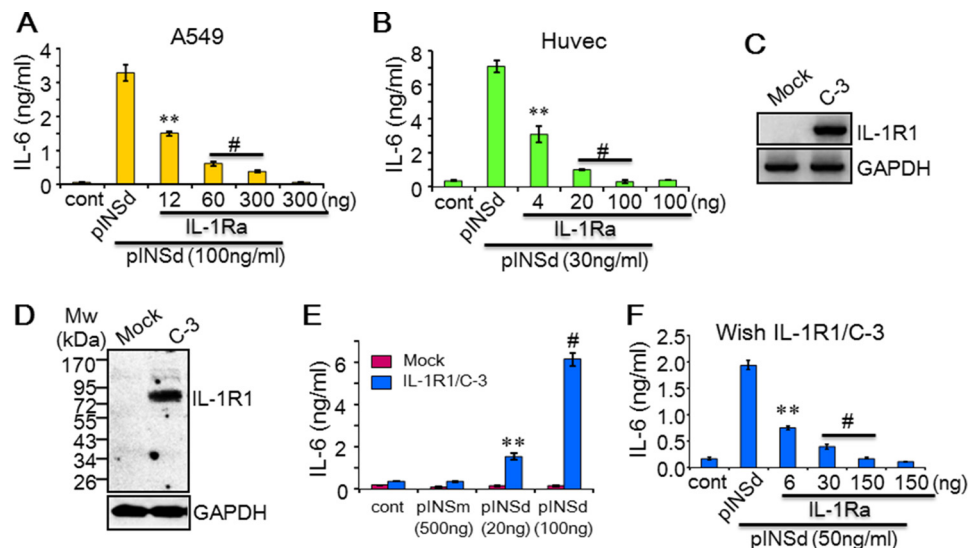 A
A549
IL-6 (ng/ml)
4
3
2
1
0
**
#
cont
pINSd
12
60
300
300
(ng)
IL-1Ra
pINSd (100ng/ml)
B
Huvec
IL-6 (ng/ml)
8
6
4
2
0
**
#
cont
pINSd
4
20
100
100
(ng)
IL-1Ra
pINSd (30ng/ml)
C
Mock
C-3
IL-1R1
GAPDH
D
Mw
(kDa)
Mock
C-3
170
95
72
55
43
34
26
IL-1R1
GAPDH
E
IL-6 (ng/ml)
6
4
2
0
Mock
IL-1R1/C-3
**
#
cont
pINSm
(500ng)
pINSd
(20ng)
pINSd
(100ng)
F
Wish IL-1R1/C-3
IL-6 (ng/ml)
2.5
2.0
1.5
1.0
0.5
0.0
**
#
cont
pINSd
6
30
150
150
(ng)
IL-1Ra
pINSd (50ng/ml)